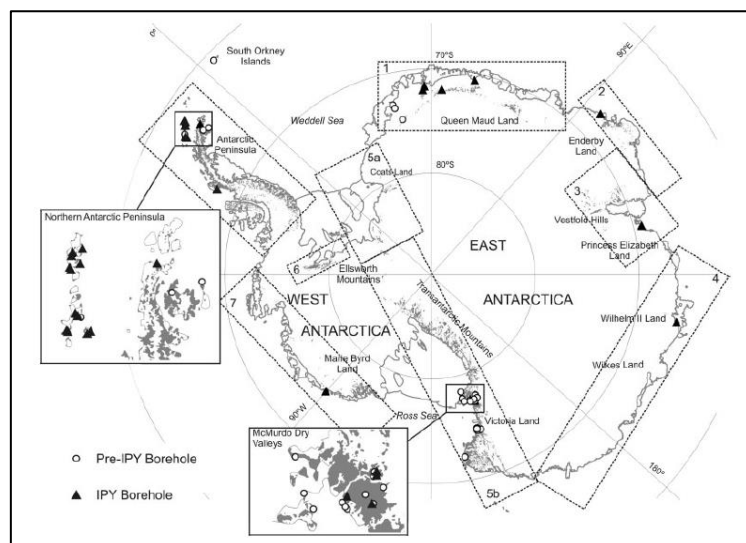 0°
South Orkney
Islands
70°S
90°E
1
Weddell Sea
Queen Maud Land
2
Enderby
Land
Antarctic
Peninsula
5a
Coats Land
80°S
3
Vestfold Hills
Princess Elizabeth
Land
EAST
Northern Antarctic Peninsula
6
Ellsworth
Mountains
4
7
WEST
ANTARCTICA
Transantarctic Mountains
ANTARCTICA
Wilhelm II Land
Marie Byrd
Land
Wilkes Land
90°W
Ross Sea
Victoria Land
McMurdo Dry
Valleys
180°
5b
Pre-IPY Borehole
IPY Borehole